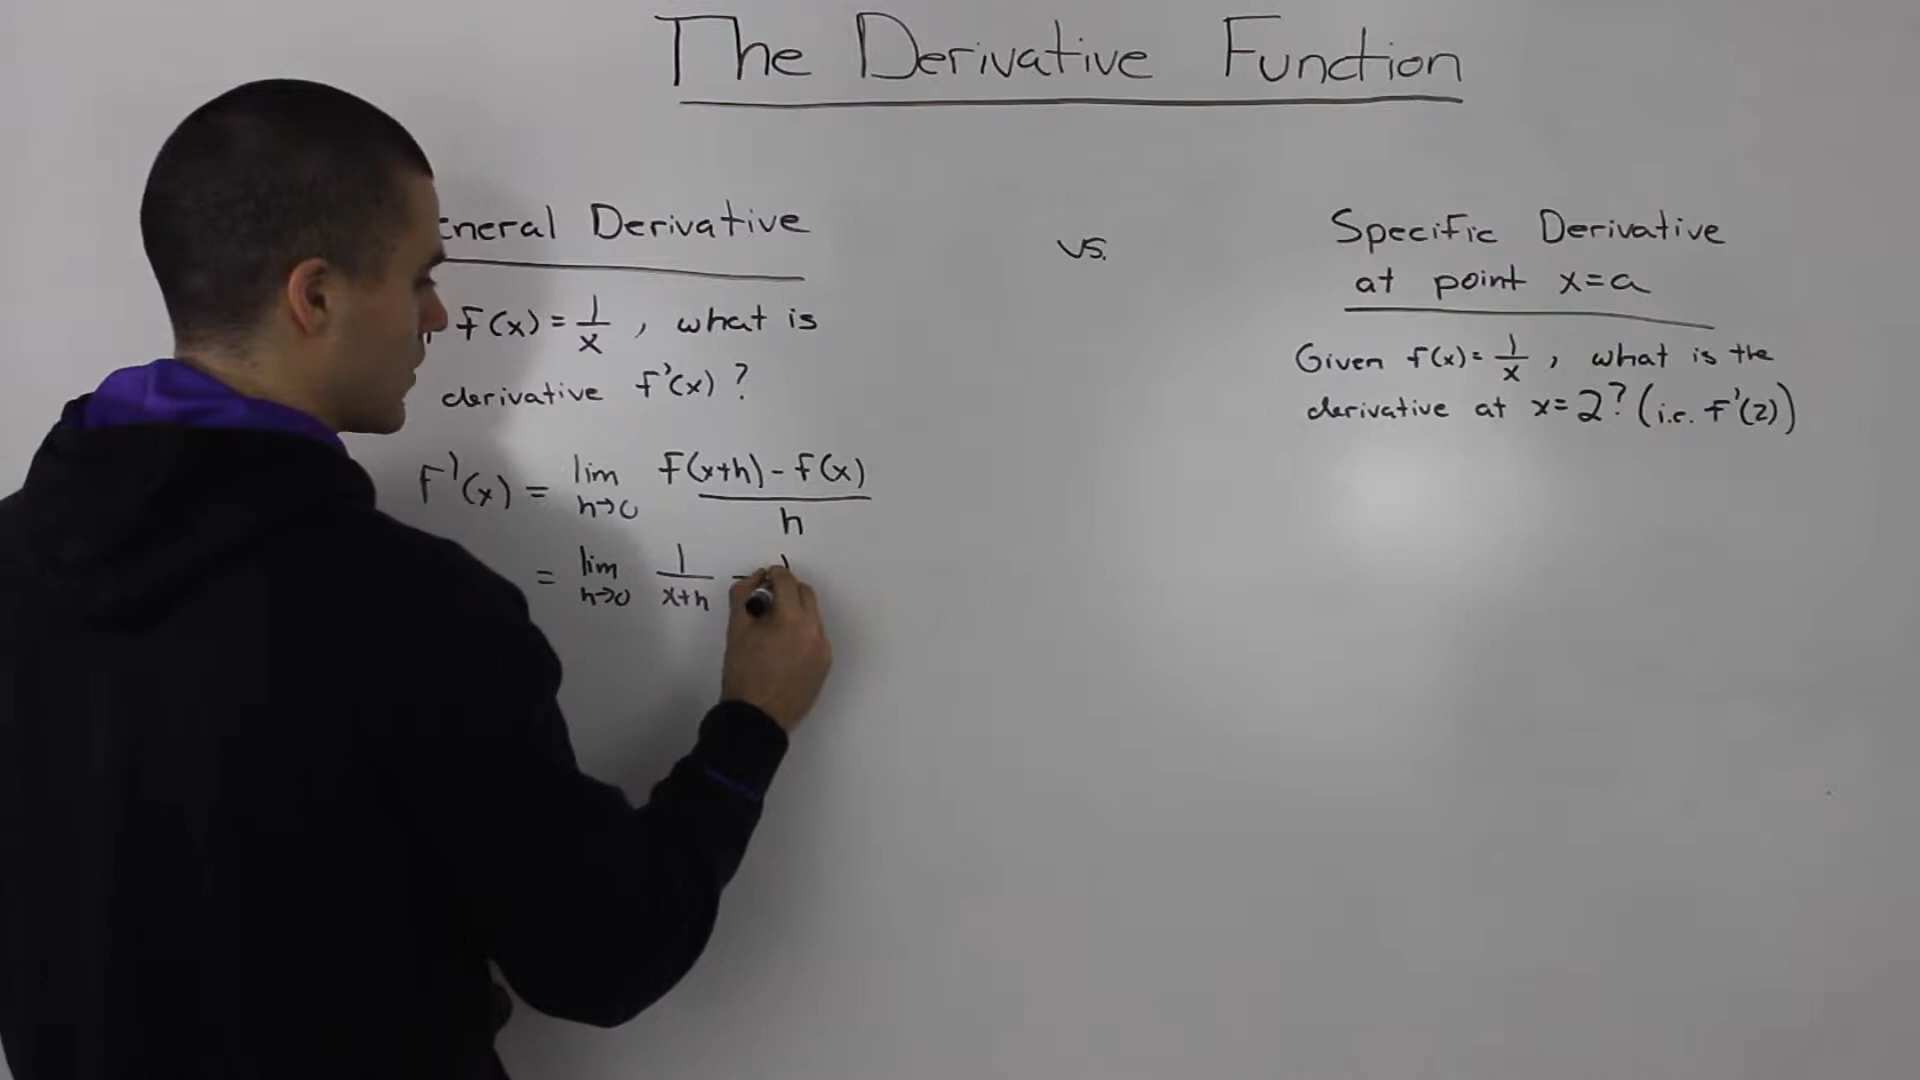 The Derivative Function
eneral Derivative
vs.
Specific Derivative
at point x=a
f(x) = 1/x , what is
derivative f'(x) ?
f'(x) = lim h→0 f(x+h) - f(x) / h
= lim h→0 1/x+h - 1
Given f(x) = 1/x , what is the
derivative at x=2? (i.e. f'(2))